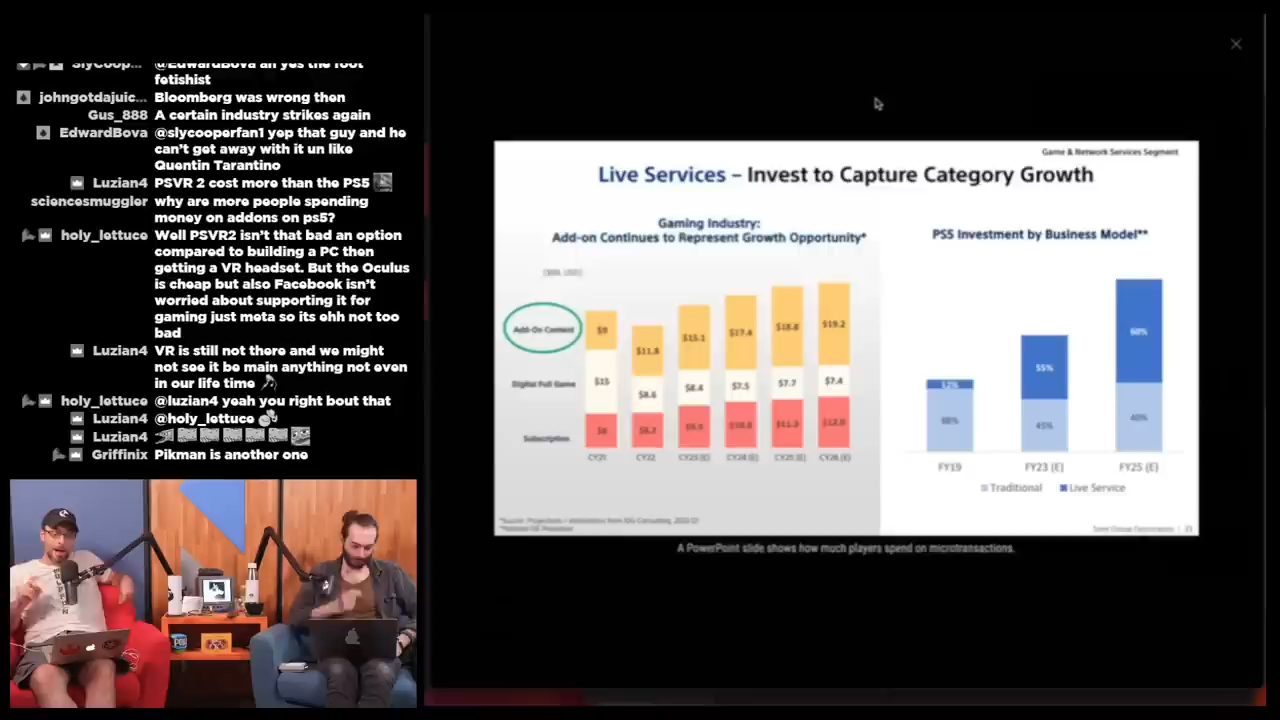 fetishist
johngotdajuic... Bloomberg was wrong then
Gus_888 A certain industry strikes again
EdwardBova @slycooperfan1 yep that guy and he
can't get away with it un like
Quentin Tarantino
Luzian4 PSVR 2 cost more than the PS5
sciencesmuggler why are more people spending
money on addons on ps5?
holy_lettuce Well PSVR2 isn't that bad an option
compared to building a PC then
getting a VR headset. But the Oculus
is cheap but also Facebook isn't
worried about supporting it for
gaming just meta so its ehh not too
bad
Luzian4 VR is still not there and we might
not see it be main anything not even
in our life time
holy_lettuce @luzian4 yeah you right bout that
Luzian4 @holy_lettuce
Luzian4
Griffinix Pikman is another one
Game & Network Services Segment
Live Services – Invest to Capture Category Growth
Gaming Industry:
Add-on Continues to Represent Growth Opportunity*
Add-On Content
Digital Full Game
Subscription
$9 $11.8 $15.1 $17.4 $18.8 $19.2
$15 $8.6 $8.4 $7.5 $7.7 $7.4
CY21 CY22 CY23 (E) CY24 (E) CY25 (E) CY26 (E)
PS5 Investment by Business Model**
12% 55% 60%
88% 45% 40%
FY19 FY23 (E) FY25 (E)
Traditional Live Service
A PowerPoint slide shows how much players spend on microtransactions.